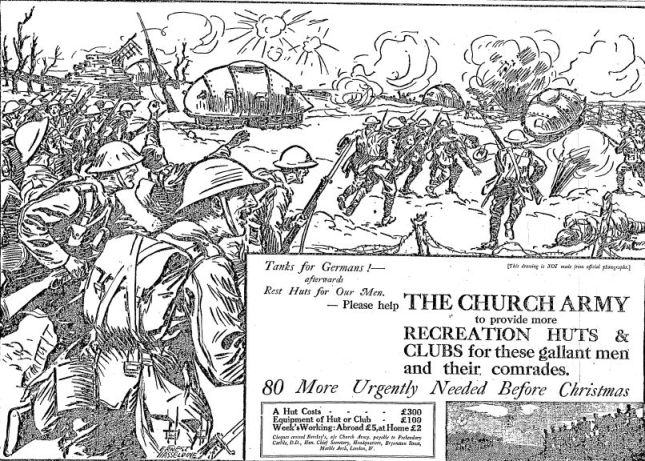 Tanks for Germans!—
afterwards
Rest Huts for Our Men.
[This drawing is NOT made from official photographs.]
— Please help THE CHURCH ARMY
to provide more
RECREATION HUTS &
CLUBS for these gallant men
and their comrades.
80 More Urgently Needed Before Christmas
A Hut Costs - - - - £300
Equipment of Hut or Club - £100
Week's Working: Abroad £5, at Home £2
Cheques crossed Barclay's, a/c Church Army, payable to Prebendary
Carlile, D.D., Hon. Chief Secretary, Headquarters, Bryanston Street,
Marble Arch, London, W.